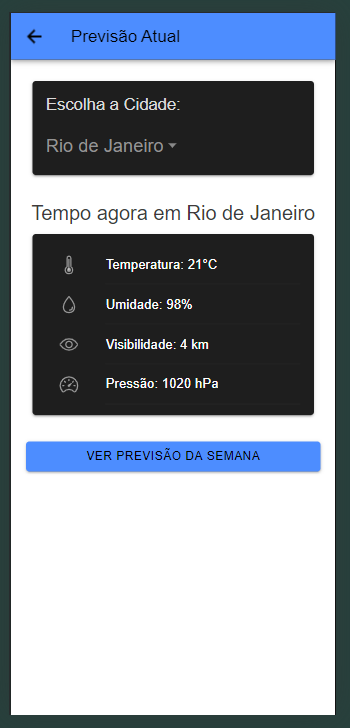 Previsão Atual
Escolha a Cidade:
Rio de Janeiro
Tempo agora em Rio de Janeiro
Temperatura: 21°C
Umidade: 98%
Visibilidade: 4 km
Pressão: 1020 hPa
VER PREVISÃO DA SEMANA